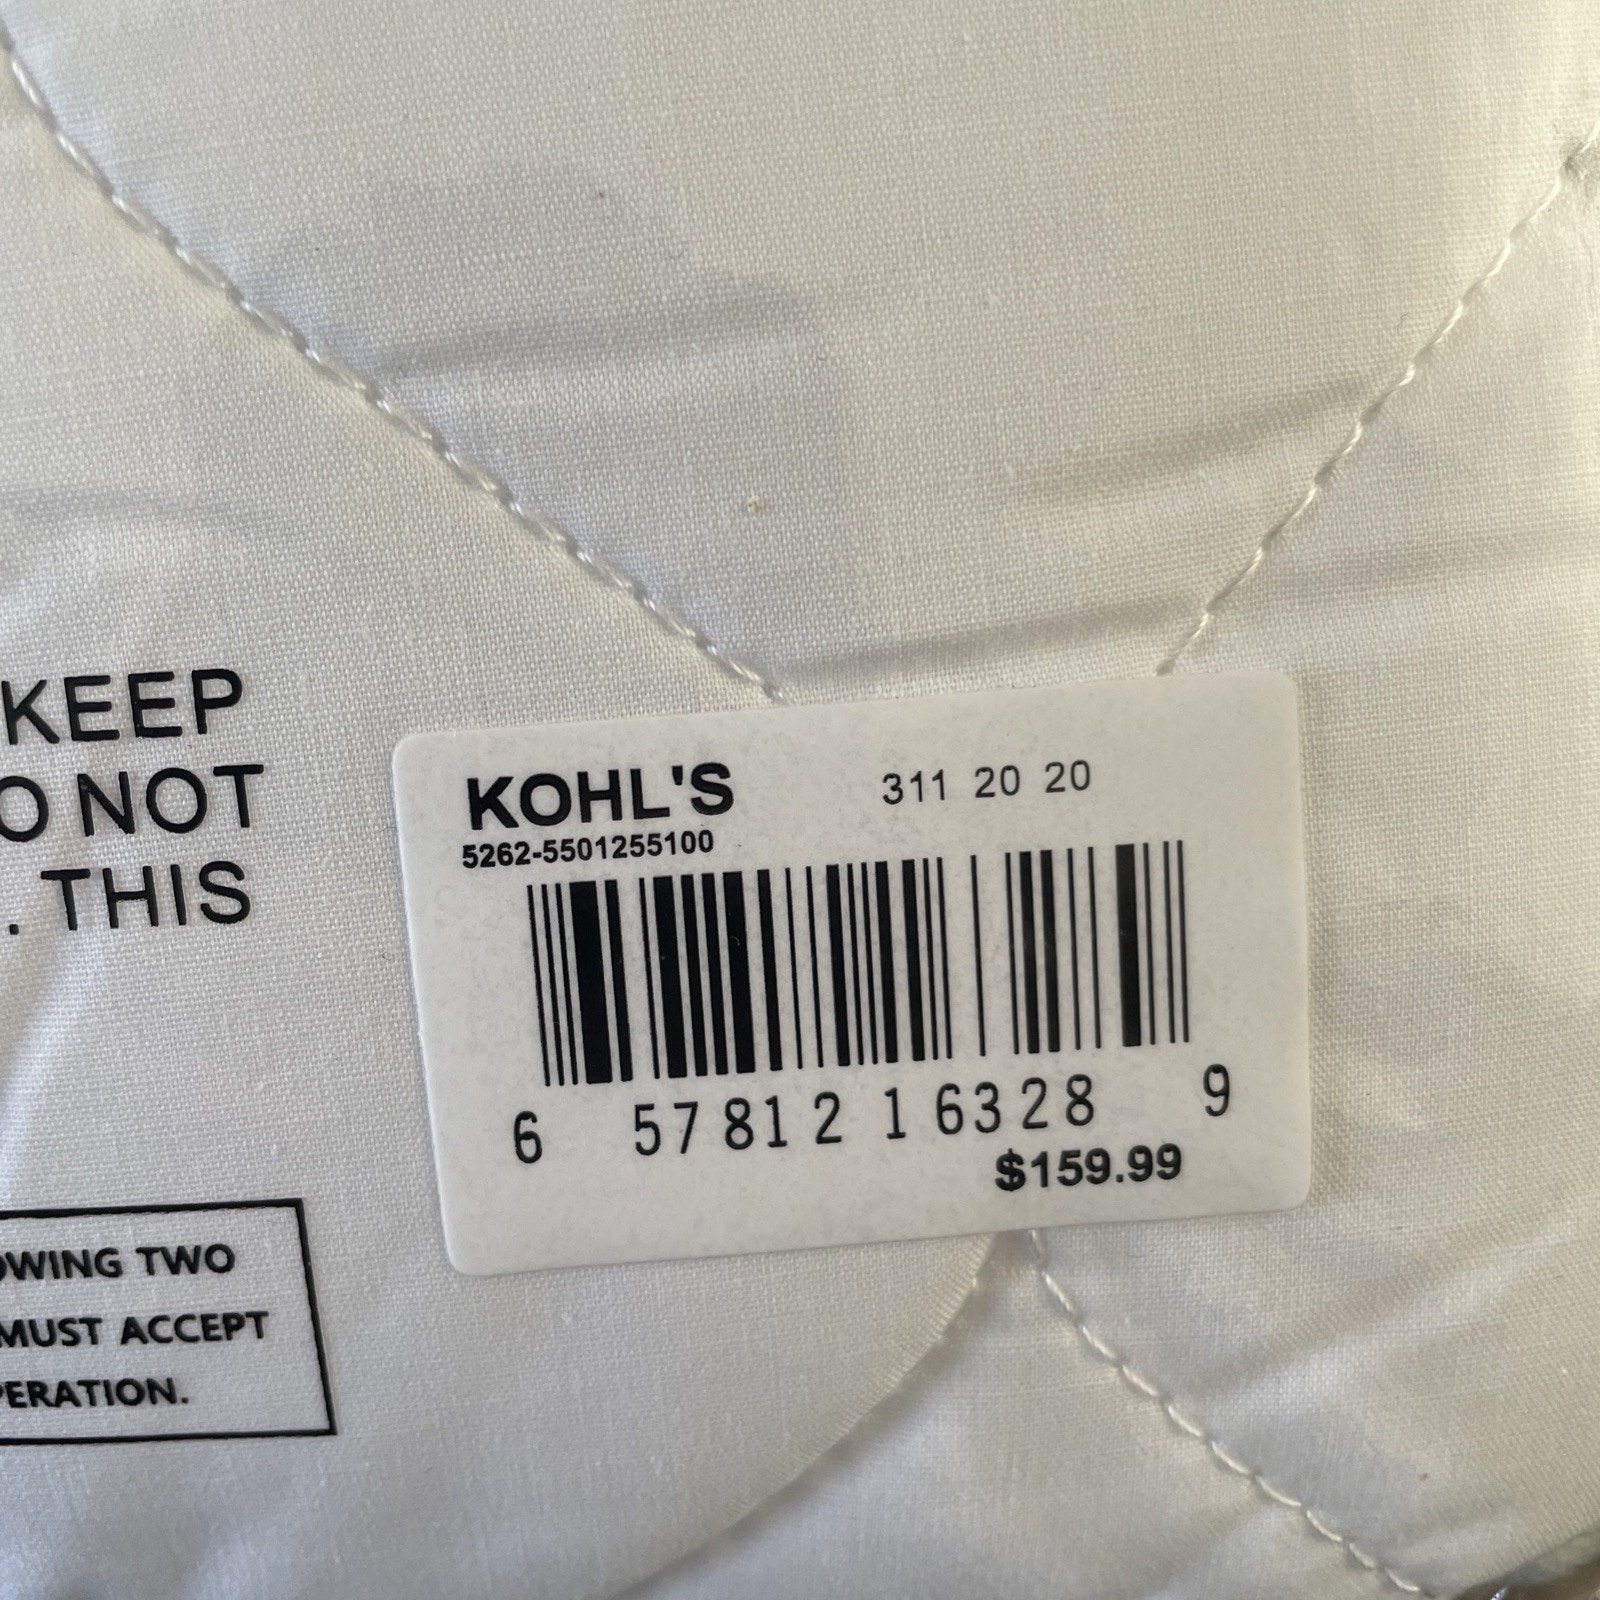 KEEP
O NOT
. THIS
KOHL'S 311 20 20
5262-5501255100
6 57812 16328 9
$159.99
OWING TWO
MUST ACCEPT
PERATION.